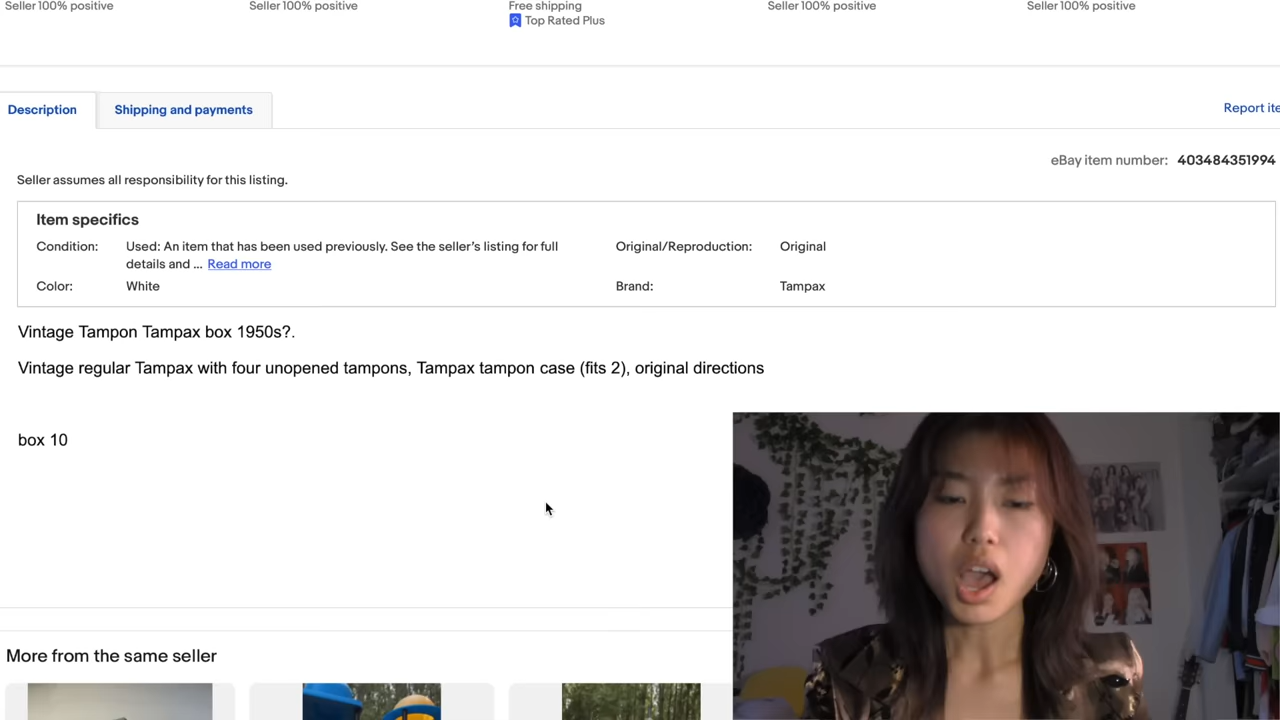 Seller 100% positive
Seller 100% positive
Free shipping
Seller 100% positive
Seller 100% positive
Top Rated Plus
Description
Shipping and payments
Report ite
eBay item number: 403484351994
Seller assumes all responsibility for this listing.
Item specifics
Condition: Used: An item that has been used previously. See the seller's listing for full
details and ... Read more
Original/Reproduction: Original
Color: White
Brand: Tampax
Vintage Tampon Tampax box 1950s?.
Vintage regular Tampax with four unopened tampons, Tampax tampon case (fits 2), original directions
box 10
More from the same seller